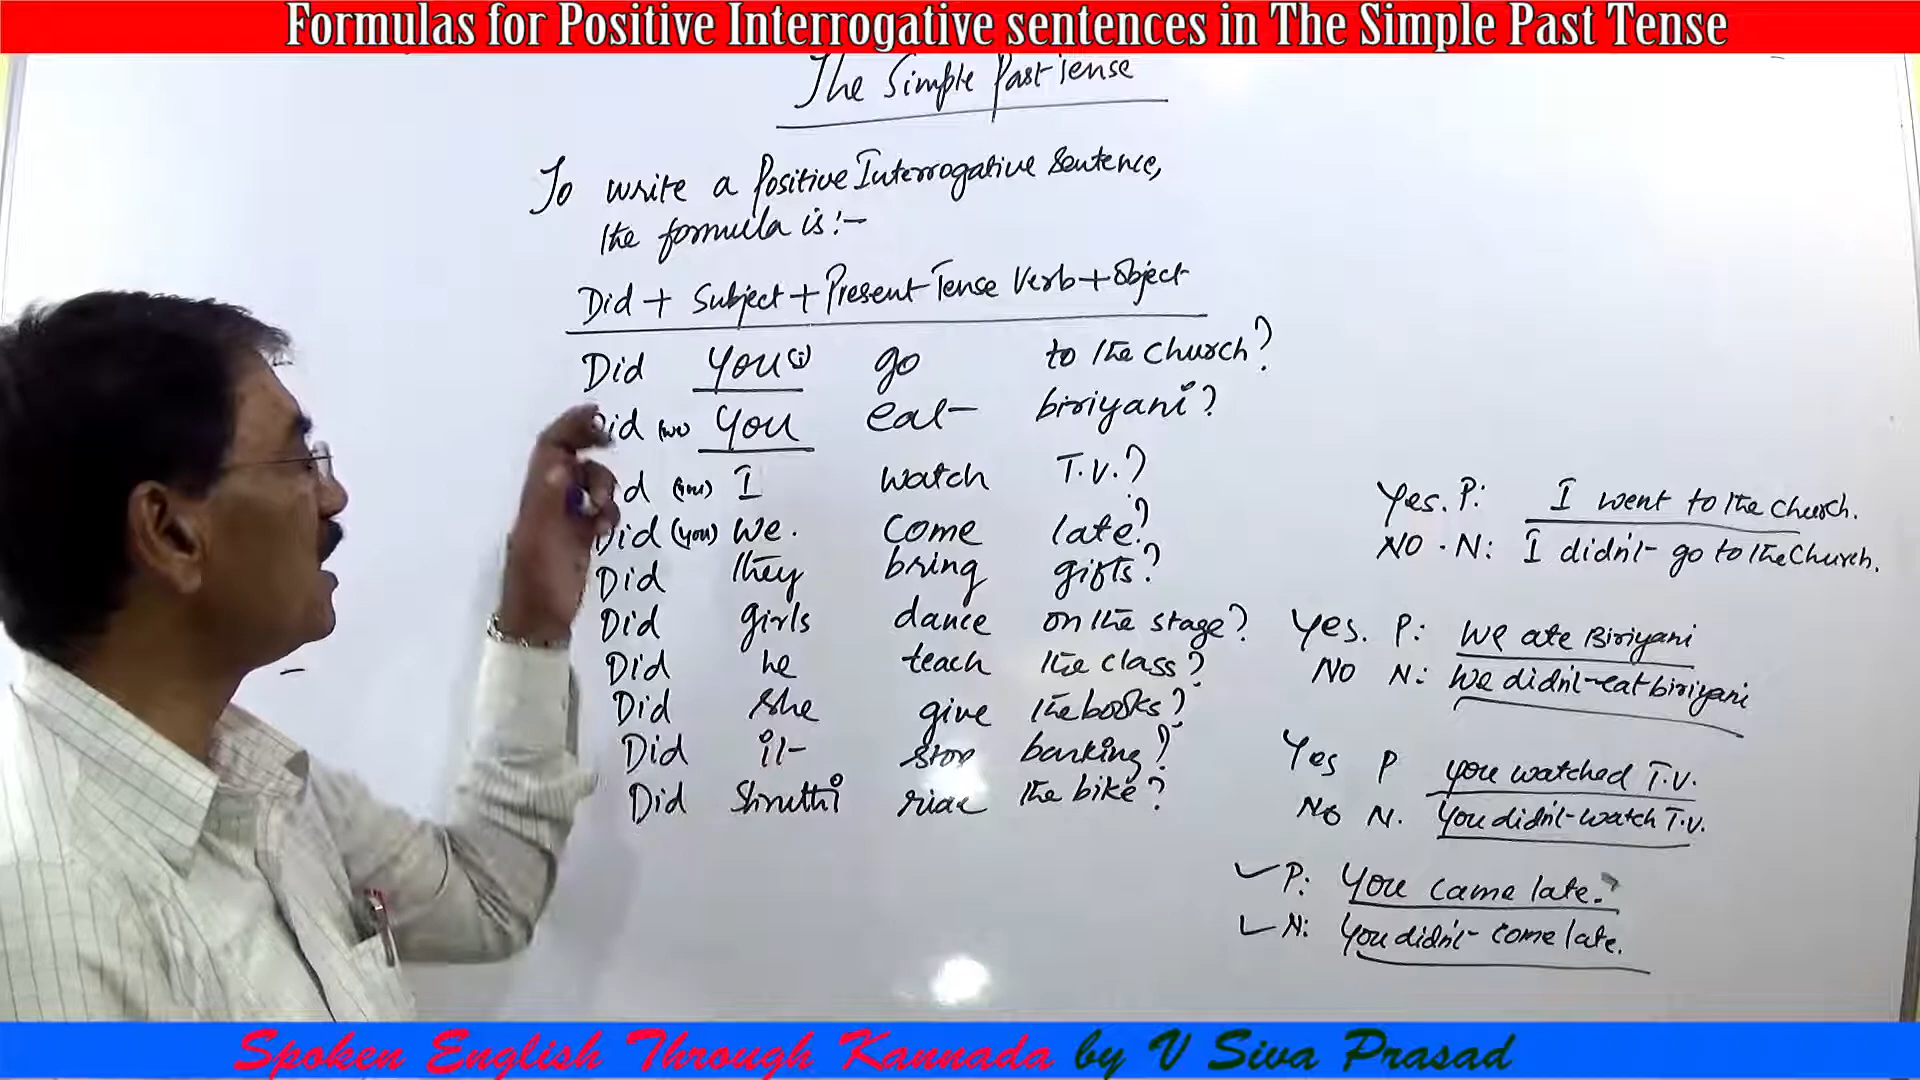 Formulas for Positive Interrogative sentences in The Simple Past Tense
The Simple Past Tense
To write a Positive Interrogative Sentence,
the formula is:-
Did + Subject + Present Tense Verb + Object
Did you (I) go to the church?
Did (we) you eat biriyani?
Did (you) I watch T.V.?
Did (you) we. come late?
Did they bring gifts?
Did girls dance on the stage?
Did he teach the class?
Did she give the books?
Did it stop barking?
Did Shruthi ride the bike?
Yes. P: I went to the church.
NO. N: I didn't go to the church.
Yes. P: We ate Biriyani
NO N: We didn't eat biriyani
Yes P you watched T.V.
No N. You didn't watch T.V.
P: You came late.
N: You didn't come late.
Spoken English Through Kannada by V Siva Prasad